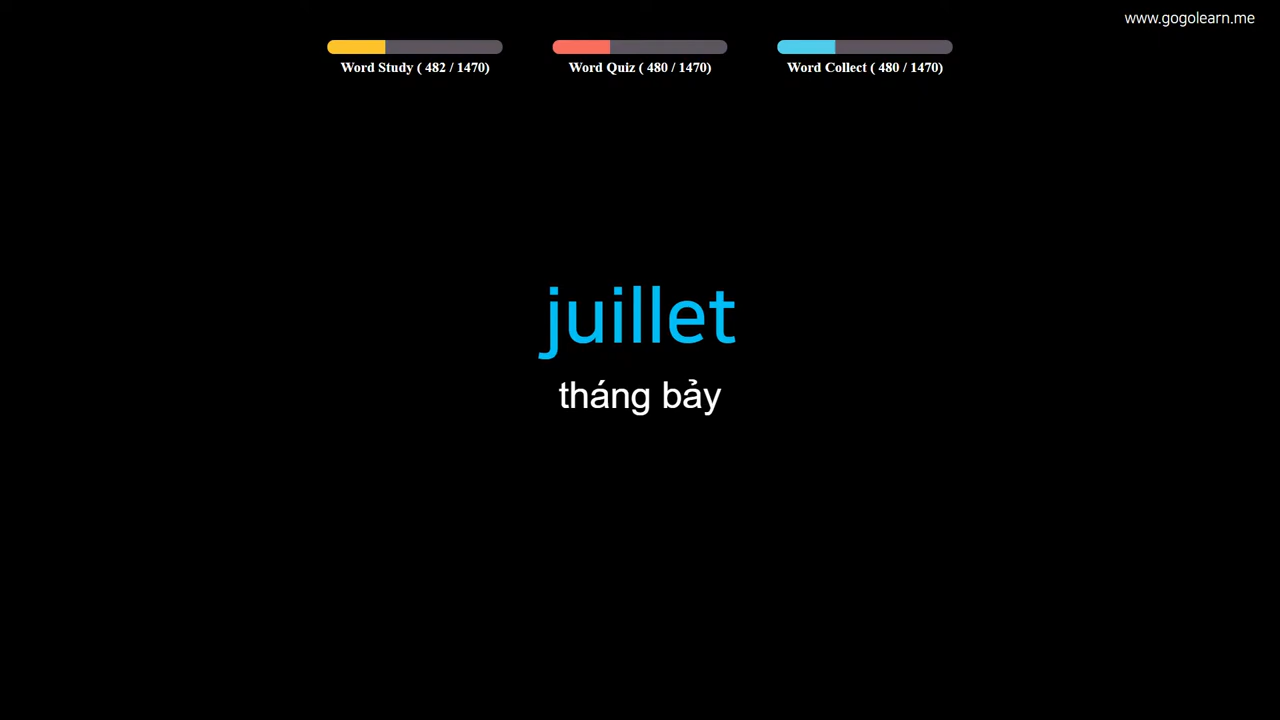 www.gogolearn.me
Word Study ( 482 / 1470)
Word Quiz ( 480 / 1470)
Word Collect ( 480 / 1470)
juillet
tháng bảy